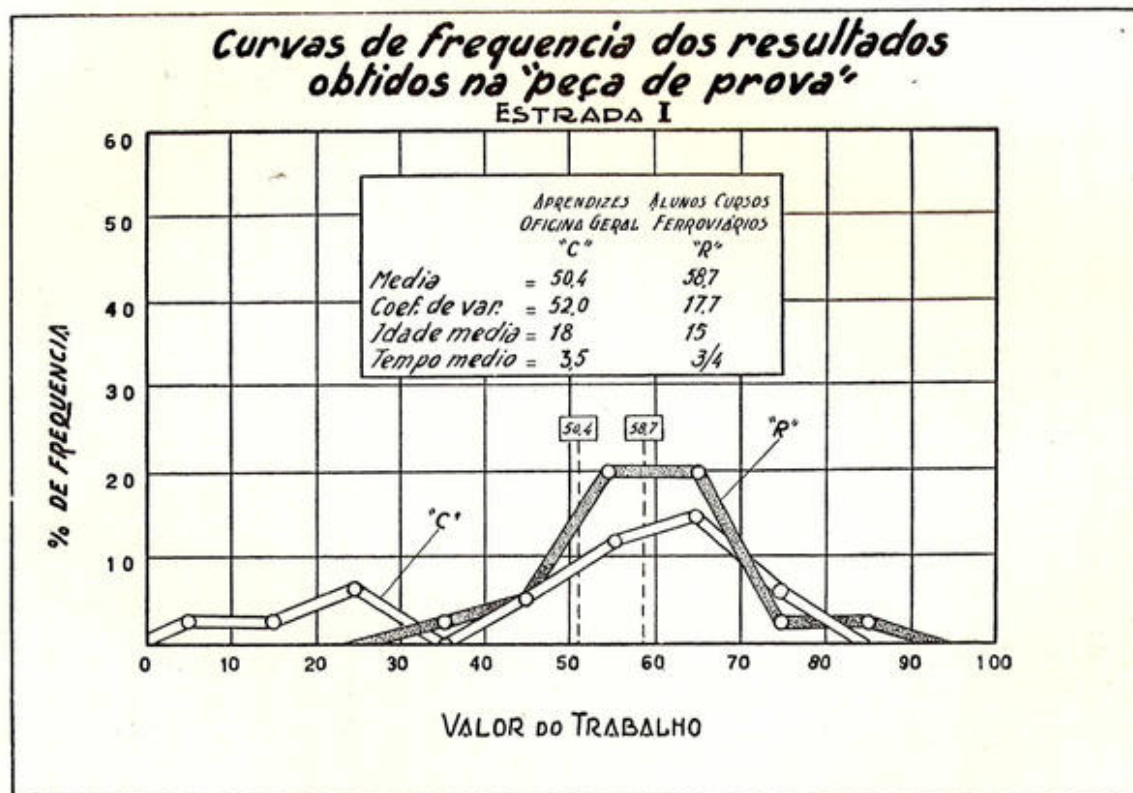 Curvas de frequencia dos resultados
obtidos na "peça de prova"
ESTRADA I
APRENDIZES ALUNOS CURSOS
OFICINA GERAL FERROVIÁRIOS
"C" "R"
Media = 50,4 58,7
Coef. de var. = 52,0 17,7
Idade media = 18 15
Tempo medio = 3,5 3/4
% DE FREQUENCIA
60
50
40
30
20
10
50,4 58,7
"R"
"C"
0 10 20 30 40 50 60 70 80 90 100
VALOR DO TRABALHO